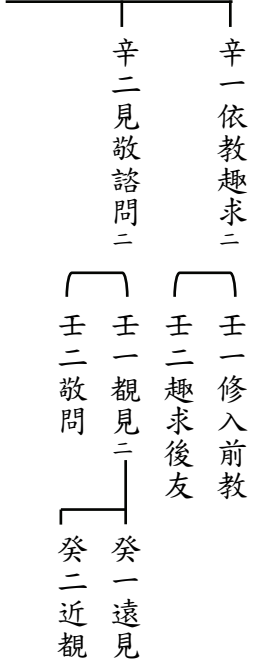 辛一依教趣求二
壬一修入前教
壬二趣求後友
辛二見敬諮問二
壬一覩見二
癸一遠見
癸二近覩
壬二敬問